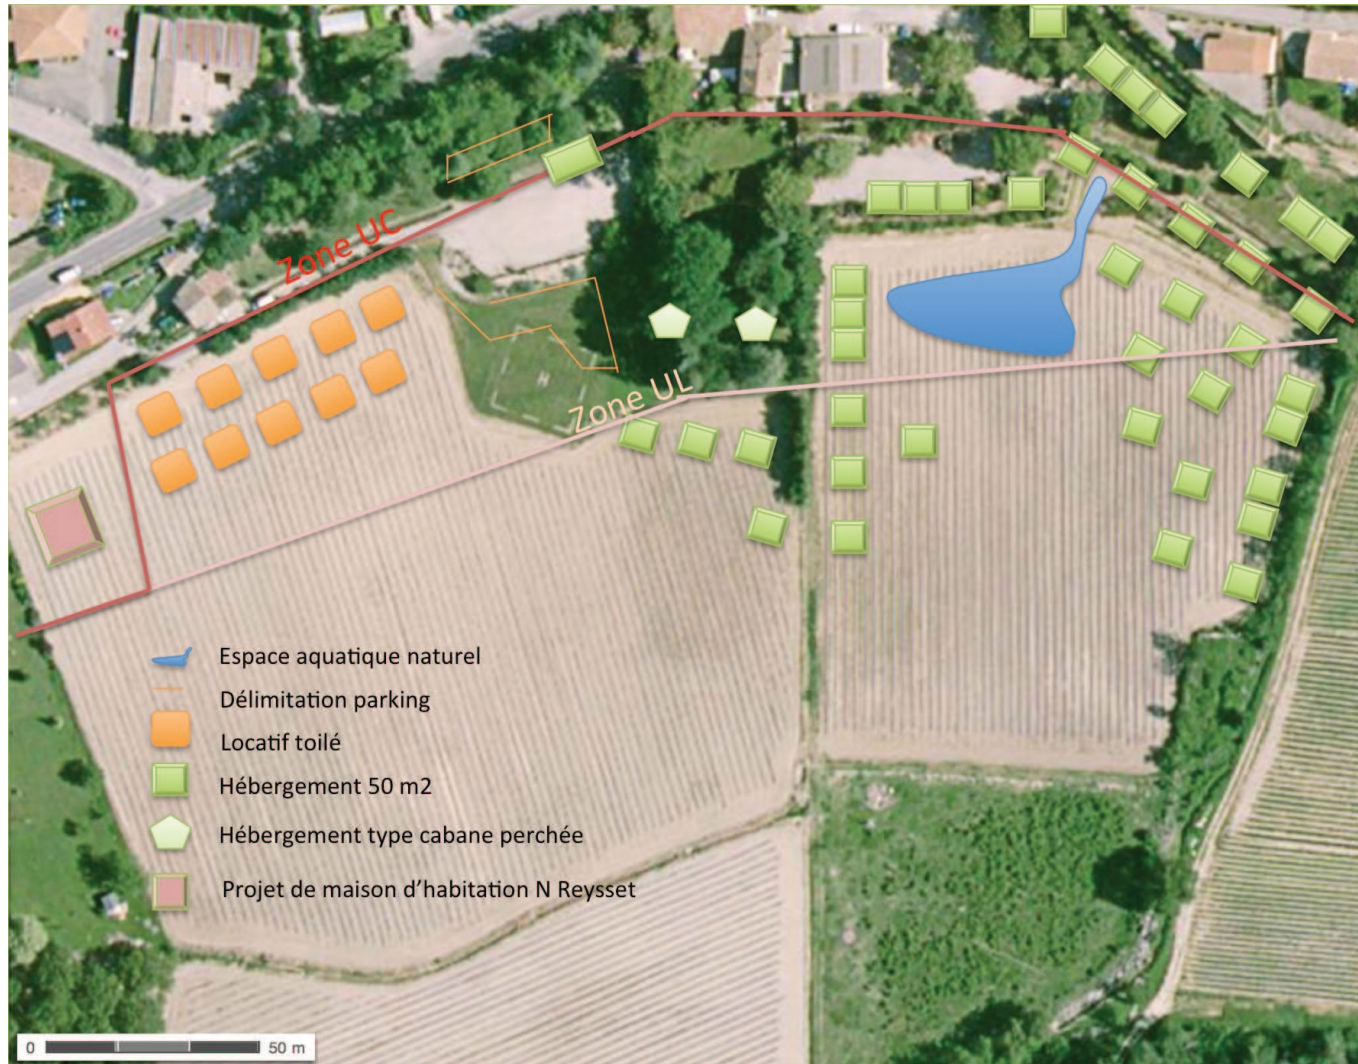 Zone UC
Zone UL
Espace aquatique naturel
Délimitation parking
Locatif toilé
Hébergement 50 m2
Hébergement type cabane perchée
Projet de maison d'habitation N Reysset
0 50 m